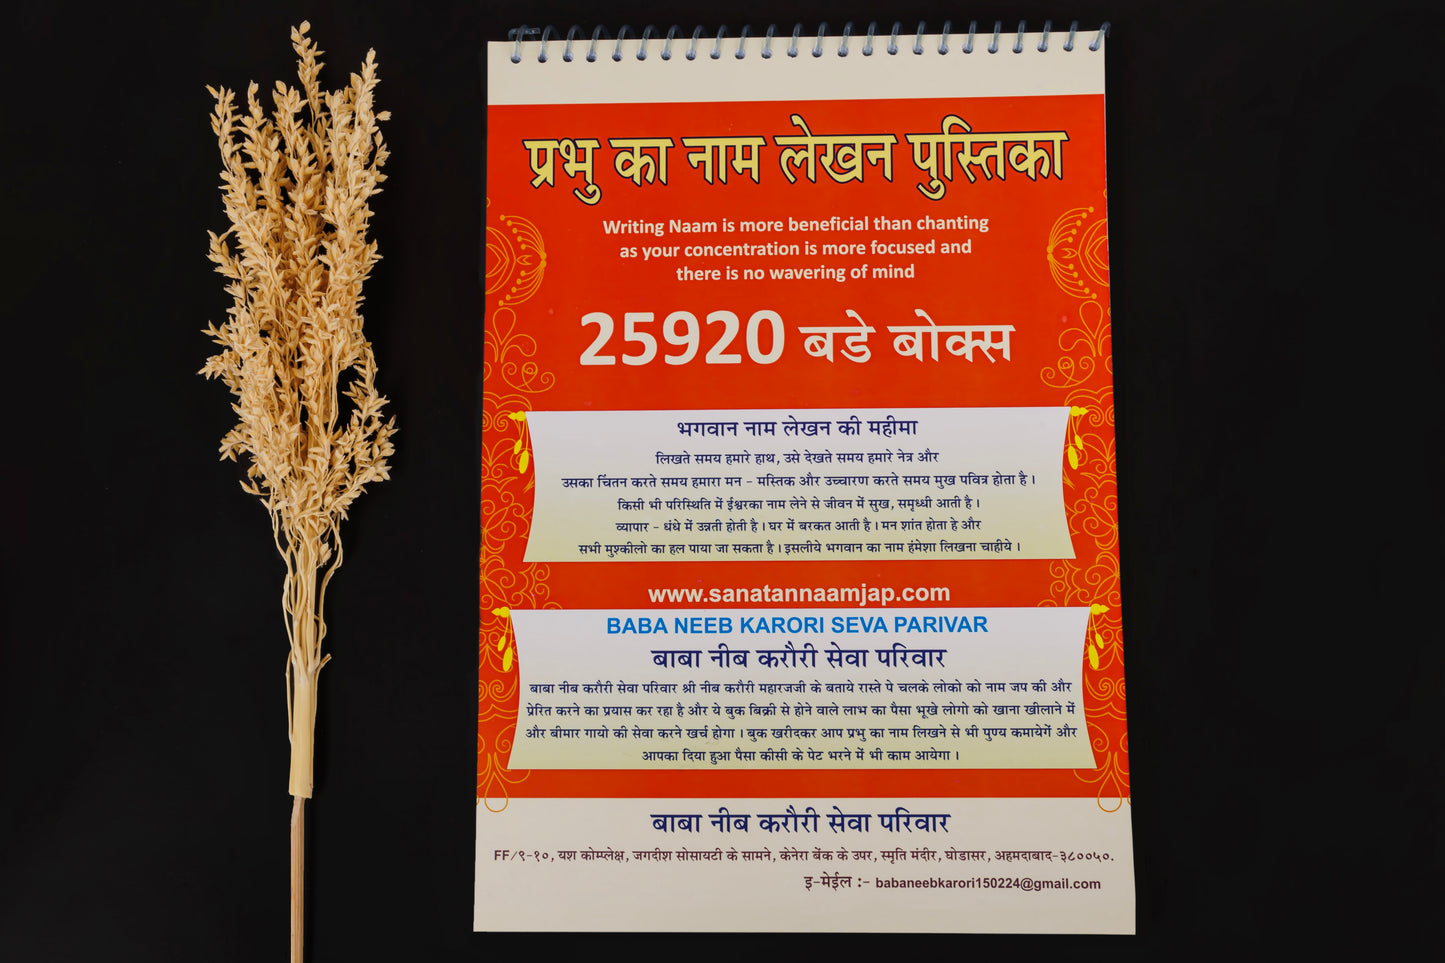 प्रभु का नाम लेखन पुस्तिका
Writing Naam is more beneficial than chanting
as your concentration is more focused and
there is no wavering of mind
25920 बडे बोक्स
भगवान नाम लेखन की महीमा
लिखते समय हमारे हाथ, उसे देखते समय हमारे नेत्र और
उसका चिंतन करते समय हमारा मन - मस्तिक और उच्चारण करते समय मुख पवित्र होता है ।
किसी भी परिस्थिति में ईश्वरका नाम लेने से जीवन में सुख, समृध्धी आती है ।
व्यापार - धंधे में उन्नती होती है । घर में बरकत आती है । मन शांत होता हे और
सभी मुश्कीलो का हल पाया जा सकता है । इसलीये भगवान का नाम हंमेशा लिखना चाहीये ।
www.sanatannaamjap.com
BABA NEEB KARORI SEVA PARIVAR
बाबा नीब करौरी सेवा परिवार
बाबा नीब करौरी सेवा परिवार श्री नीब करौरी महारजजी के बताये रास्ते पे चलके लोको को नाम जप की और
प्रेरित करने का प्रयास कर रहा है और ये बुक बिक्री से होने वाले लाभ का पैसा भूखे लोगो को खाना खीलाने में
और बीमार गायो की सेवा करने खर्च होगा । बुक खरीदकर आप प्रभु का नाम लिखने से भी पुण्य कमायेगें और
आपका दिया हुआ पैसा कीसी के पेट भरने में भी काम आयेगा ।
बाबा नीब करौरी सेवा परिवार
FF/९-१०, यश कोम्प्लेक्ष, जगदीश सोसायटी के सामने, केनेरा बेंक के उपर, स्मृति मंदीर, घोडासर, अहमदाबाद-३८००५०.
इ-मेईल :- babaneebkarori150224@gmail.com